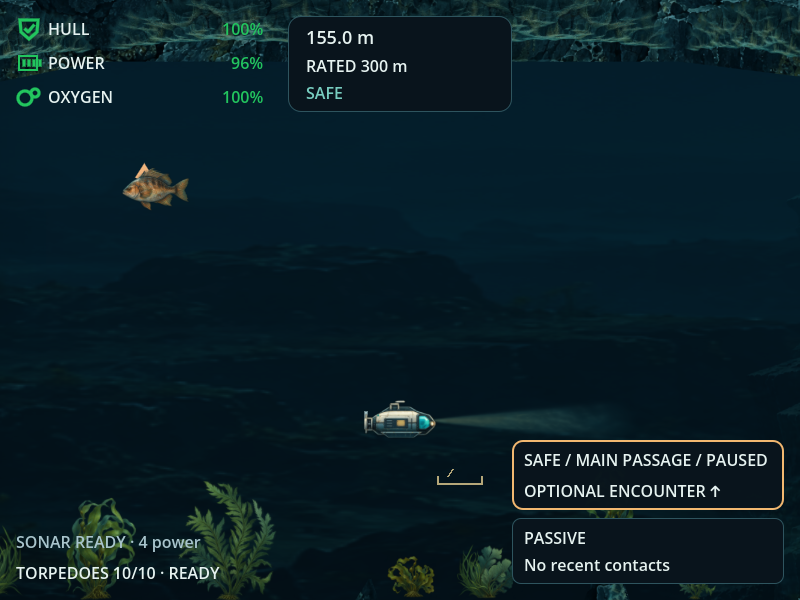 HULL 100%
POWER 96%
OXYGEN 100%
155.0 m
RATED 300 m
SAFE
SAFE / MAIN PASSAGE / PAUSED
OPTIONAL ENCOUNTER ↑
PASSIVE
No recent contacts
SONAR READY · 4 power
TORPEDOES 10/10 · READY